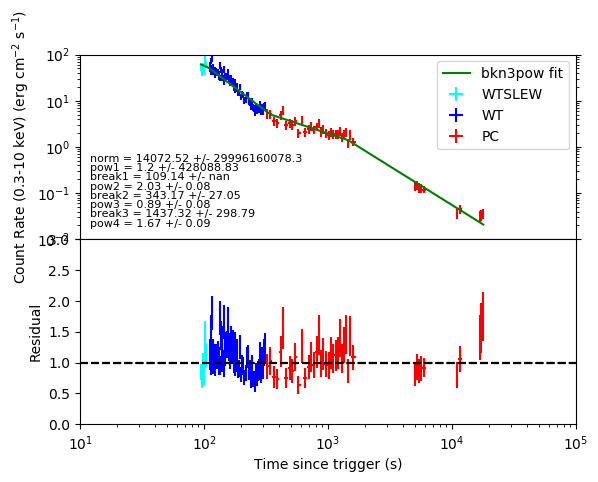 Count Rate (0.3-10 keV) (erg cm⁻² s⁻¹)
10²
10¹
10⁰
10⁻¹
10⁻²
bkn3pow fit
WTSLEW
WT
PC
norm = 14072.52 +/- 29996160078.3
pow1 = 1.2 +/- 428088.83
break1 = 109.14 +/- nan
pow2 = 2.03 +/- 0.08
break2 = 343.17 +/- 27.05
pow3 = 0.89 +/- 0.08
break3 = 1437.32 +/- 298.79
pow4 = 1.67 +/- 0.09
Residual
3.0
2.5
2.0
1.5
1.0
0.5
0.0
10¹ 10² 10³ 10⁴ 10⁵
Time since trigger (s)